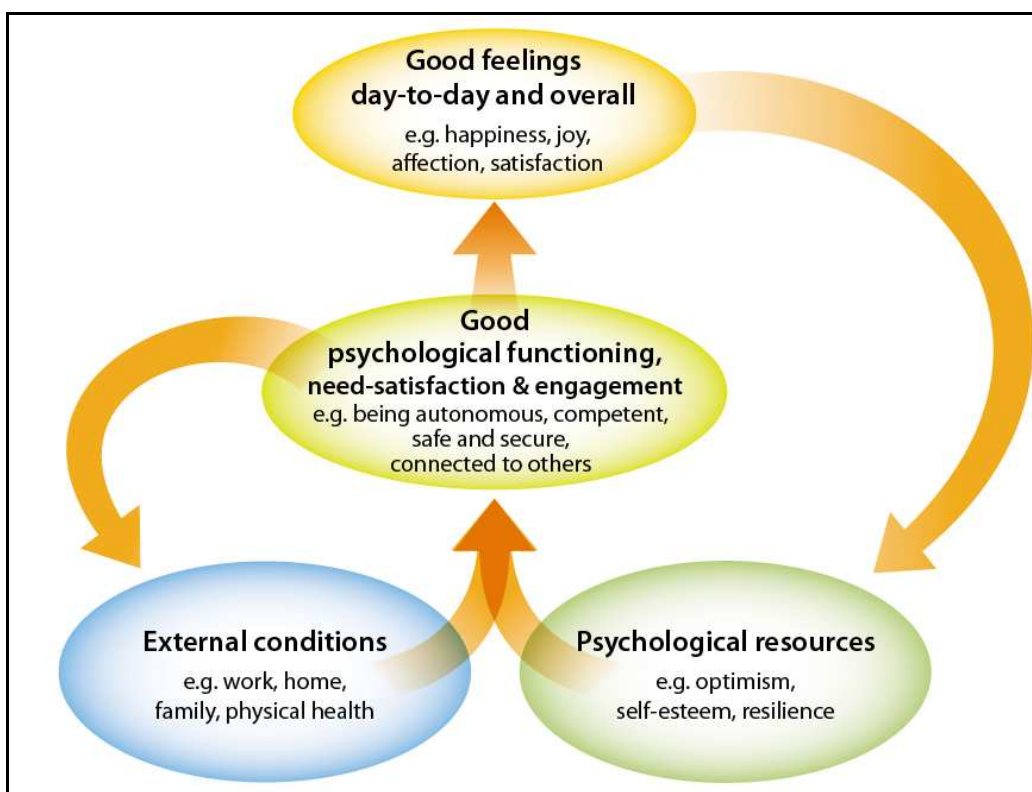 Good feelings
day-to-day and overall
e.g. happiness, joy,
affection, satisfaction
Good
psychological functioning,
need-satisfaction & engagement
e.g. being autonomous, competent,
safe and secure,
connected to others
External conditions
e.g. work, home,
family, physical health
Psychological resources
e.g. optimism,
self-esteem, resilience